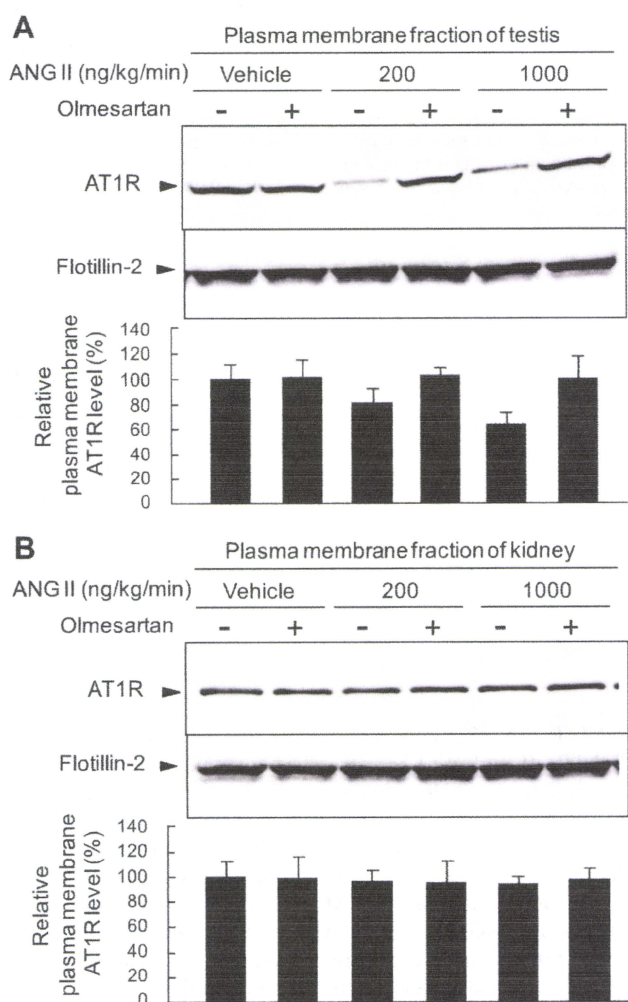 A
Plasma membrane fraction of testis
ANG II (ng/kg/min) Vehicle 200 1000
Olmesartan - + - + - +
AT1R
Flotillin-2
Relative plasma membrane AT1R level (%)
140
120
100
80
60
40
20
0
B
Plasma membrane fraction of kidney
ANG II (ng/kg/min) Vehicle 200 1000
Olmesartan - + - + - +
AT1R
Flotillin-2
Relative plasma membrane AT1R level (%)
140
120
100
80
60
40
20
0